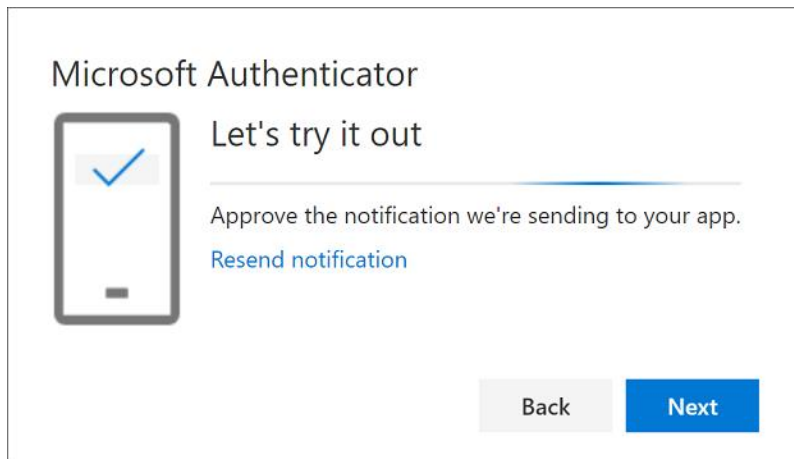 Microsoft Authenticator
Let's try it out
Approve the notification we're sending to your app.
Resend notification
Back
Next